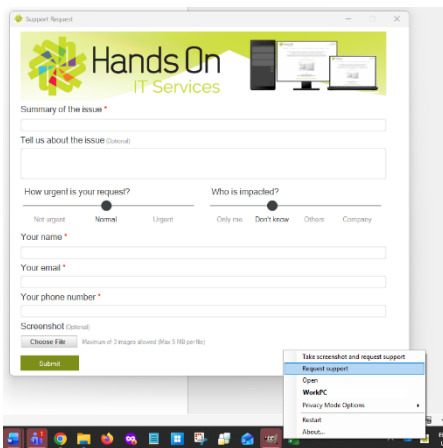 Support Request
Hands On
IT Services
Summary of the issue *
Tell us about the issue (Optional)
How urgent is your request?
Who is impacted?
Not urgent Normal Urgent
Only me Don't know Others Company
Your name *
Your email *
Your phone number *
Screenshot (Optional)
Choose File Maximum of 3 images allowed (Max 5 MB per file)
Submit
Take screenshot and request support
Request support
Open
WorkPC
Privacy Mode Options
Restart
About...